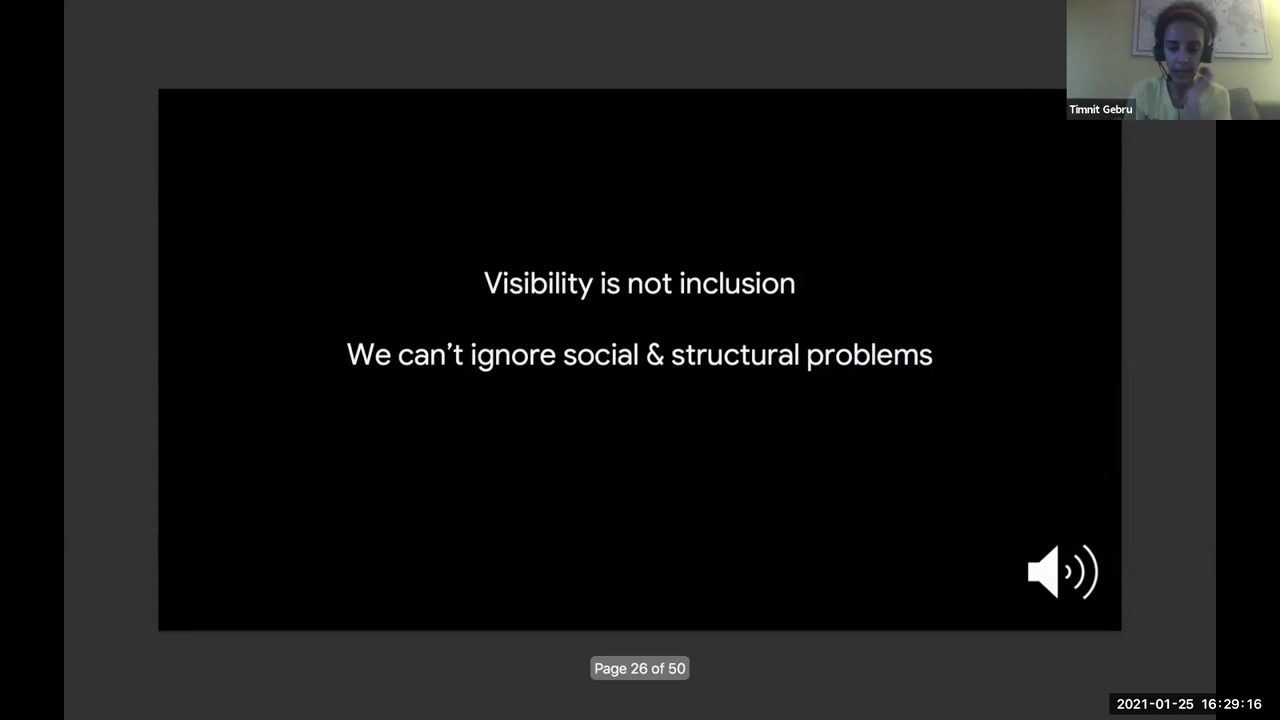 Timnit Gebru
Visibility is not inclusion
We can’t ignore social & structural problems
Page 26 of 50
2021-01-25 16:29:16